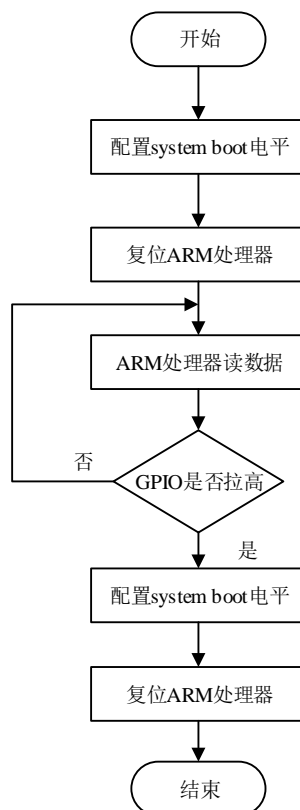 开始
配置system boot电平
复位ARM处理器
ARM处理器读数据
否
GPIO是否拉高
是
配置system boot电平
复位ARM处理器
结束